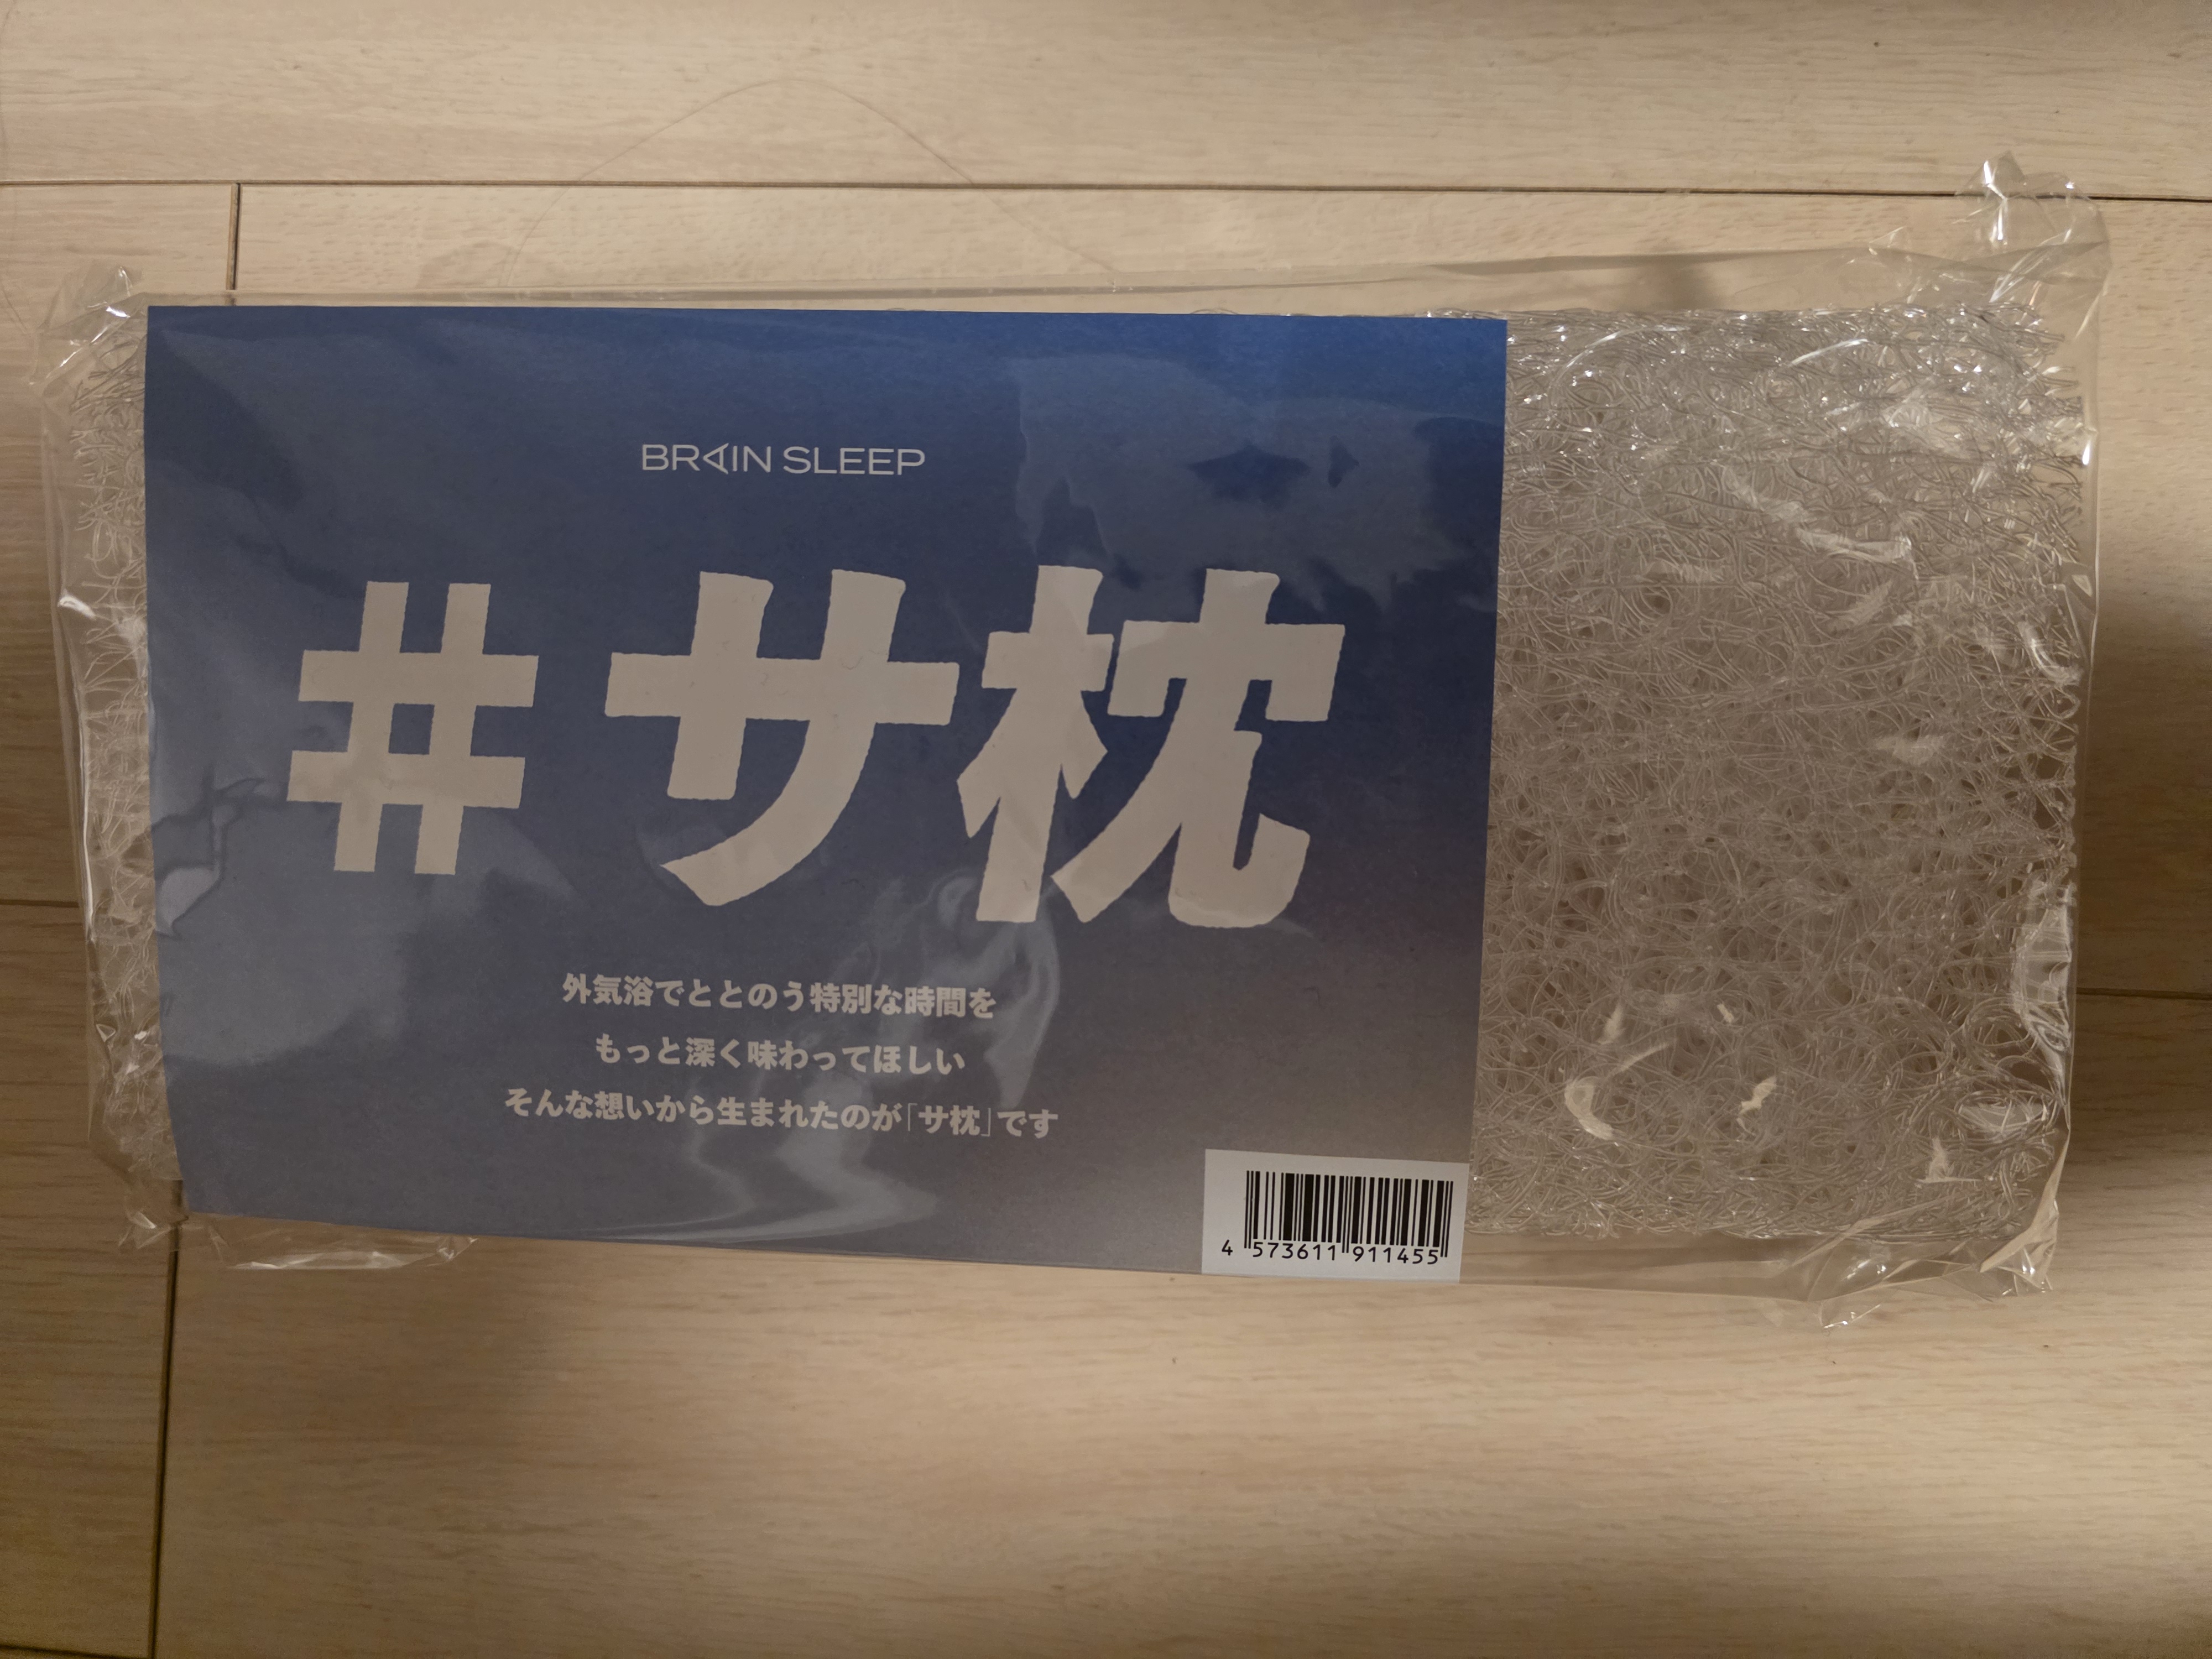 BRAIN SLEEP
#サ枕
外気浴でととのう特別な時間を
もっと深く味わってほしい
そんな想いから生まれたのが「サ枕」です
4 573611 911455